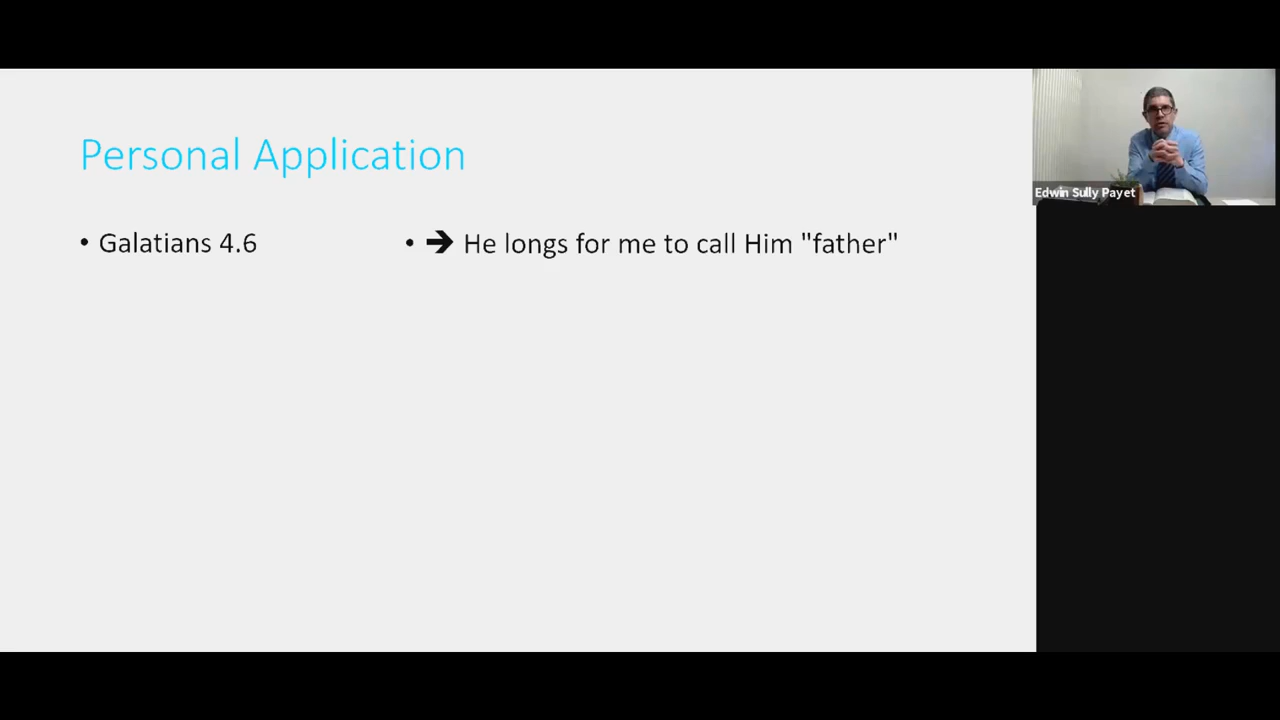 Personal Application
• Galatians 4.6
• → He longs for me to call Him "father"
Edwin Sully Payet